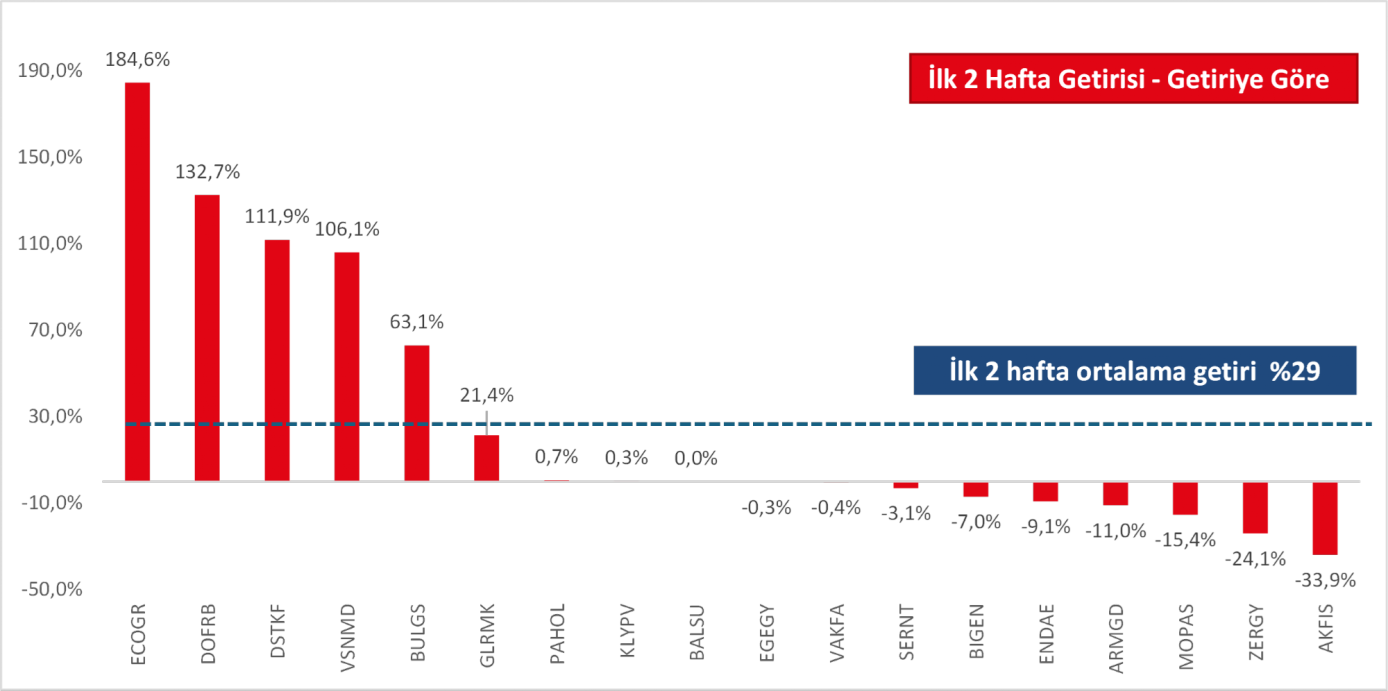 İlk 2 Hafta Getirisi - Getiriye Göre
190,0%
150,0%
110,0%
70,0%
30,0%
-10,0%
-50,0%
184,6%
132,7%
111,9%
106,1%
63,1%
21,4%
0,7%
0,3%
0,0%
-0,3%
-0,4%
-3,1%
-7,0%
-9,1%
-11,0%
-15,4%
-24,1%
-33,9%
İlk 2 hafta ortalama getiri %29
ECOGR
DOFRB
DSTKF
VSNMD
BULGS
GLRMK
PAHOL
KLYPV
BALSU
EGEGY
VAKFA
SERNT
BIGEN
ENDAE
ARMGD
MOPAS
ZERGY
AKFIS